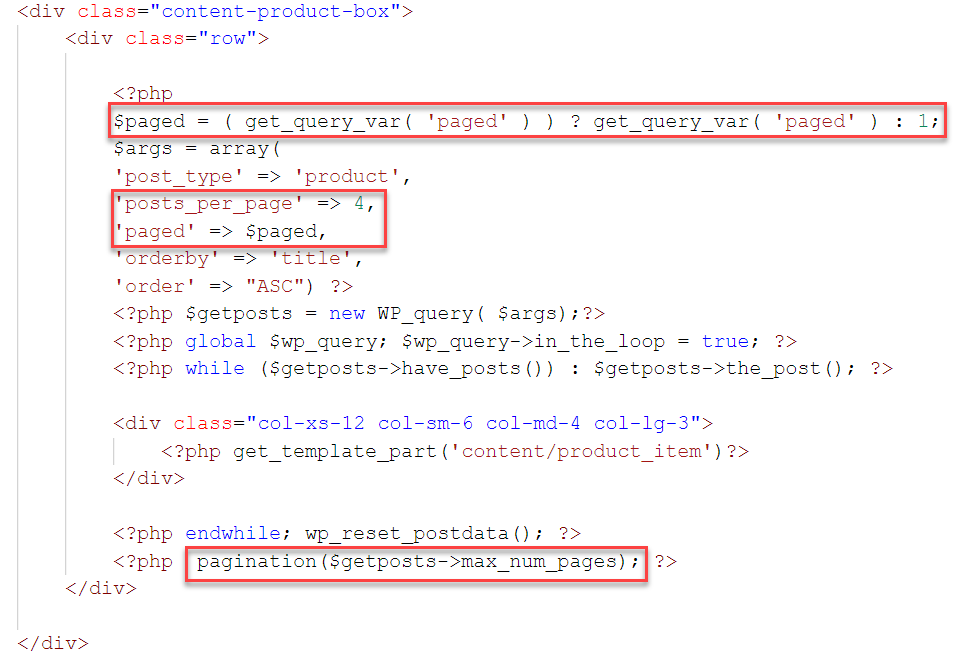 <div class="content-product-box">
<div class="row">
<?php
$paged = ( get_query_var( 'paged' ) ) ? get_query_var( 'paged' ) : 1;
$args = array(
'post_type' => 'product',
'posts_per_page' => 4,
'paged' => $paged,
'orderby' => 'title',
'order' => "ASC") ?>
<?php $getposts = new WP_query( $args);?>
<?php global $wp_query; $wp_query->in_the_loop = true; ?>
<?php while ($getposts->have_posts()) : $getposts->the_post(); ?>
<div class="col-xs-12 col-sm-6 col-md-4 col-lg-3">
<?php get_template_part('content/product_item')?>
</div>
<?php endwhile; wp_reset_postdata(); ?>
<?php pagination($getposts->max_num_pages); ?>
</div>
</div>